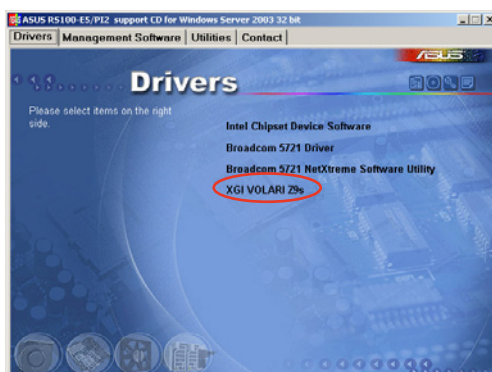 ASUS RS100-E5/PI2 support CD for Windows Server 2003 32 bit
Drivers Management Software Utilities Contact
ASUS
Drivers
Please select items on the right
side.
Intel Chipset Device Software
Broadcom 5721 Driver
Broadcom 5721 NetXtreme Software Utility
XGI VOLARI Z9s